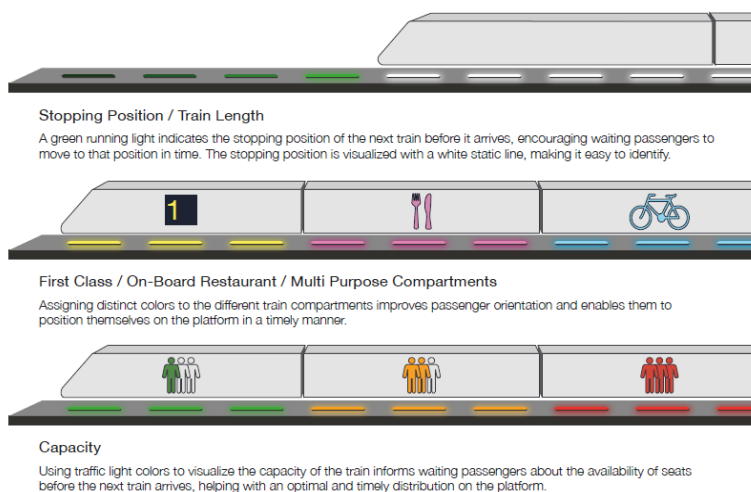 Stopping Position / Train Length
A green running light indicates the stopping position of the next train before it arrives, encouraging waiting passengers to
move to that position in time. The stopping position is visualized with a white static line, making it easy to identify.
1
First Class / On-Board Restaurant / Multi Purpose Compartments
Assigning distinct colors to the different train compartments improves passenger orientation and enables them to
position themselves on the platform in a timely manner.
Capacity
Using traffic light colors to visualize the capacity of the train informs waiting passengers about the availability of seats
before the next train arrives, helping with an optimal and timely distribution on the platform.